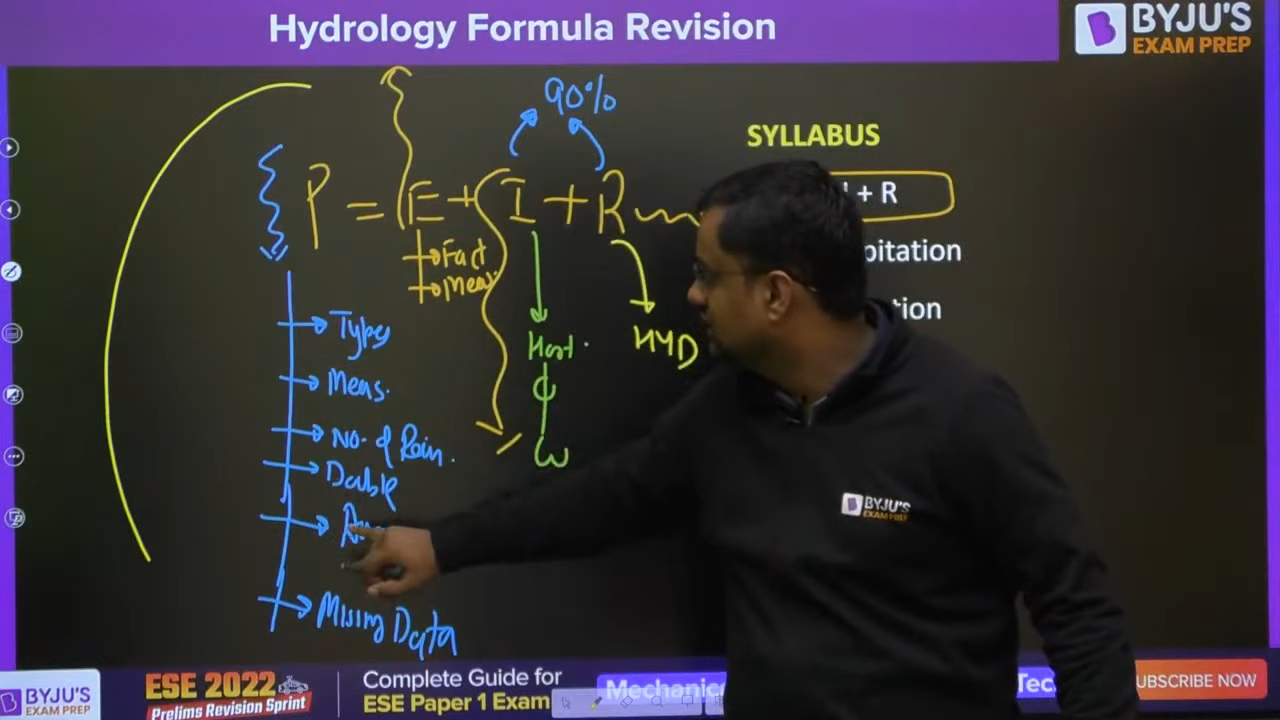 Hydrology Formula Revision
BYJU'S
EXAM PREP
90%
SYLLABUS
P = E + I + R
I + R
Fact
Meas.
pitation
tion
Types
Hort.
HYD
Meas.
φ
No. of Rain.
ω
Double
BYJU'S
EXAM PREP
Missing Data
BYJU'S
EXAM PREP
ESE 2022
Prelims Revision Sprint
Complete Guide for
ESE Paper 1 Exam
Mechanic
Tec
SUBSCRIBE NOW